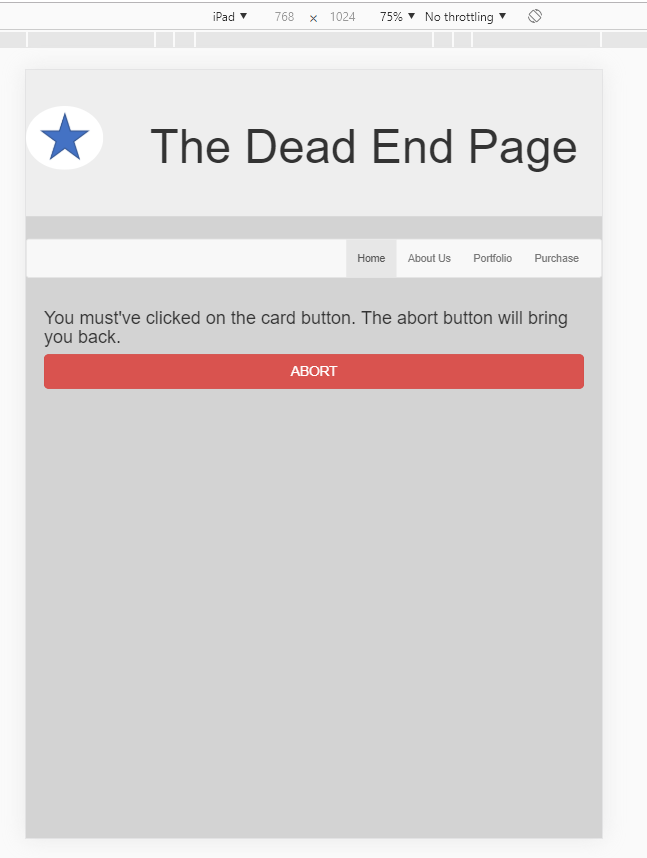 iPad ▼ 768 × 1024 75% ▼ No throttling ▼
The Dead End Page
Home About Us Portfolio Purchase
You must've clicked on the card button. The abort button will bring
you back.
ABORT